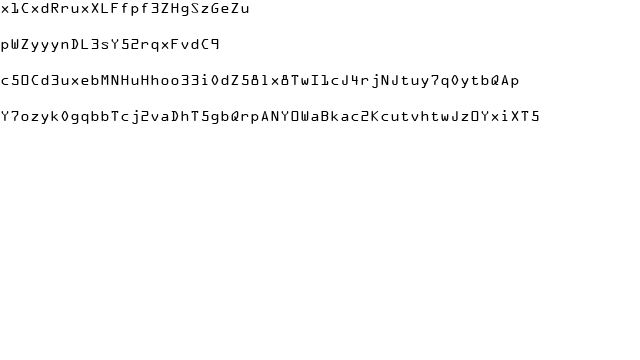 x1CxdRruxXLFfpf3ZHgSzGeZu
pWZyyynDL3sY52rqxFvdC9
c5OCd3uxebMNHuHhoo33i0dZ58lx8TwI1cJ4rjNJtuy7q0ytbQAp
Y7ozyk0gqbbTcj2vaDhT5gbQrpANYOWaBkac2KcutvhtwJzOYxiXT5